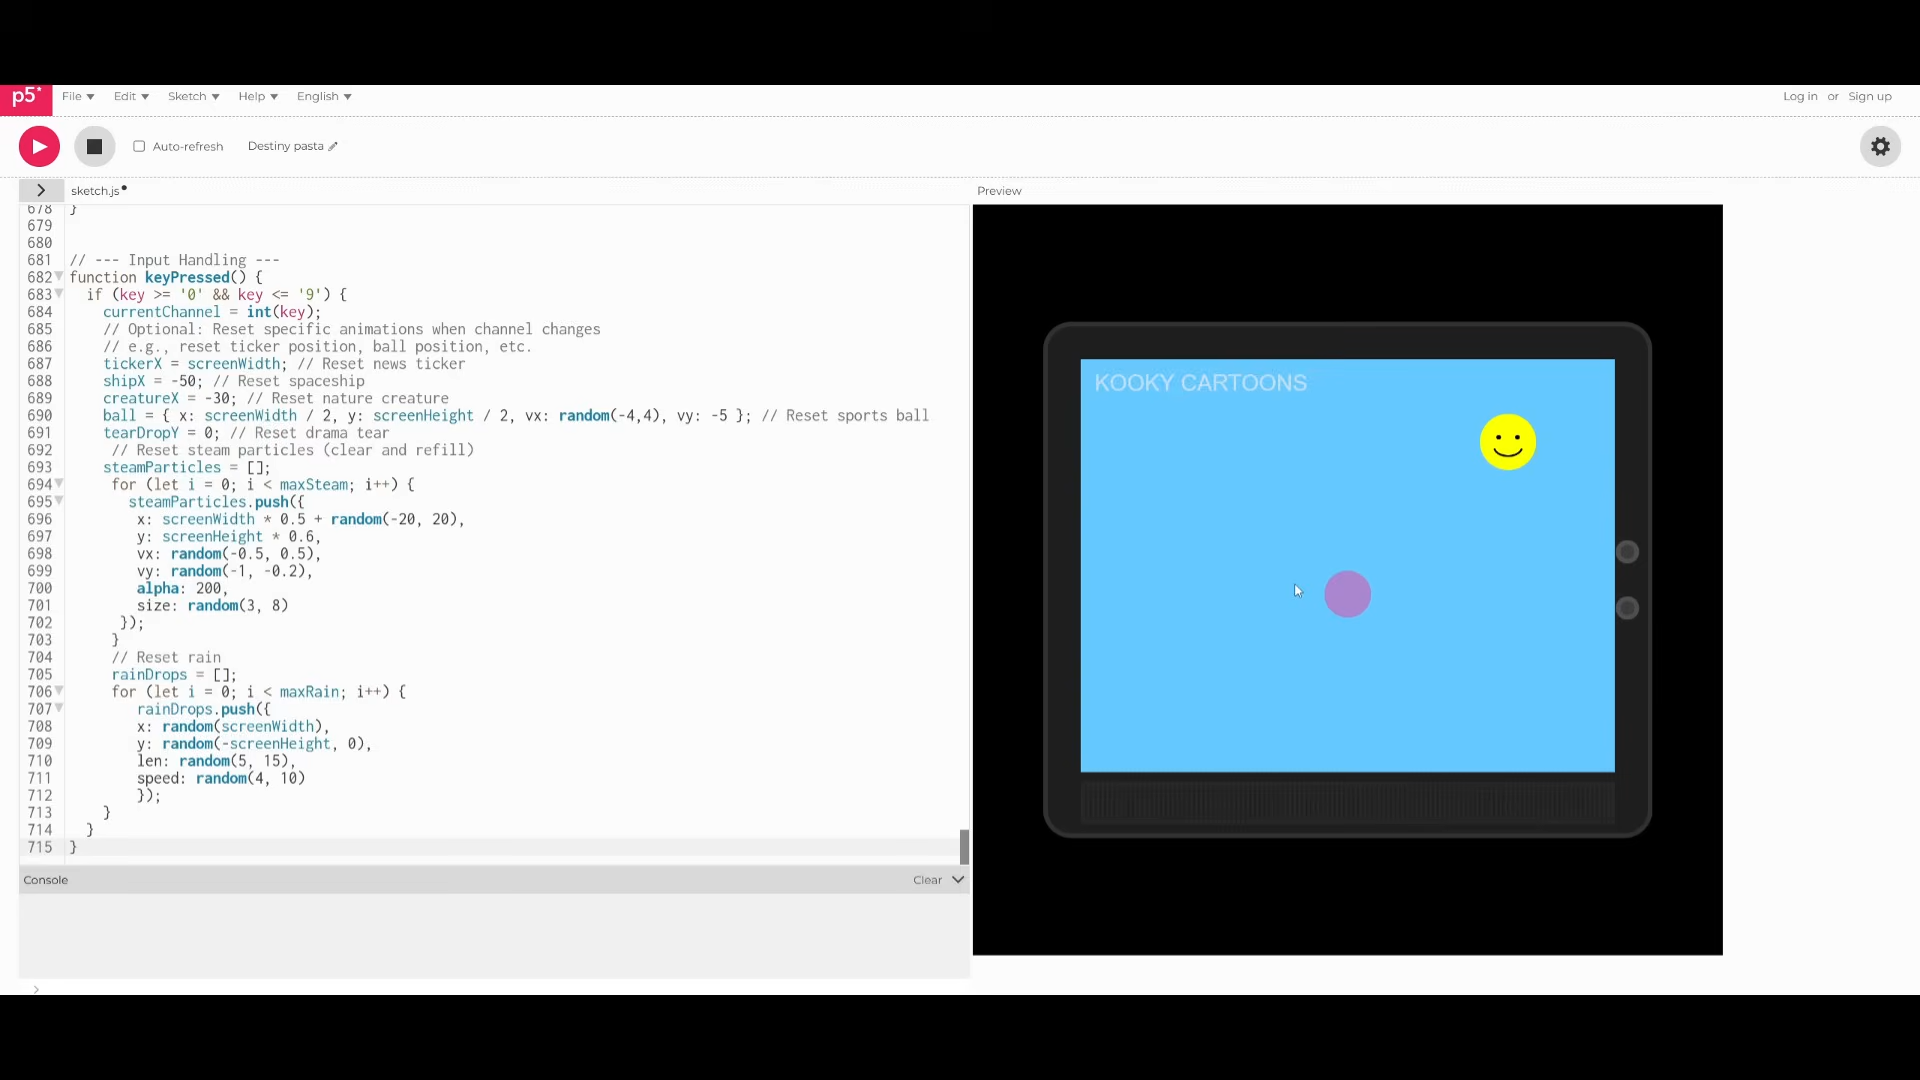 p5*
File Edit Sketch Help English
Log in or Sign up
Auto-refresh Destiny pasta
sketch.js
Preview
678 }
679
680
681 // --- Input Handling ---
682 function keyPressed() {
683   if (key >= '0' && key <= '9') {
684     currentChannel = int(key);
685     // Optional: Reset specific animations when channel changes
686     // e.g., reset ticker position, ball position, etc.
687     tickerX = screenWidth; // Reset news ticker
688     shipX = -50; // Reset spaceship
689     creatureX = -30; // Reset nature creature
690     ball = { x: screenWidth / 2, y: screenHeight / 2, vx: random(-4,4), vy: -5 }; // Reset sports ball
691     tearDropY = 0; // Reset drama tear
692      // Reset steam particles (clear and refill)
693     steamParticles = [];
694      for (let i = 0; i < maxSteam; i++) {
695        steamParticles.push({
696         x: screenWidth * 0.5 + random(-20, 20),
697         y: screenHeight * 0.6,
698         vx: random(-0.5, 0.5),
699         vy: random(-1, -0.2),
700         alpha: 200,
701         size: random(3, 8)
702       });
703      }
704      // Reset rain
705      rainDrops = [];
706      for (let i = 0; i < maxRain; i++) {
707         rainDrops.push({
708         x: random(screenWidth),
709         y: random(-screenHeight, 0),
710         len: random(5, 15),
711         speed: random(4, 10)
712         });
713     }
714   }
715 }
KOOKY CARTOONS
Console
Clear